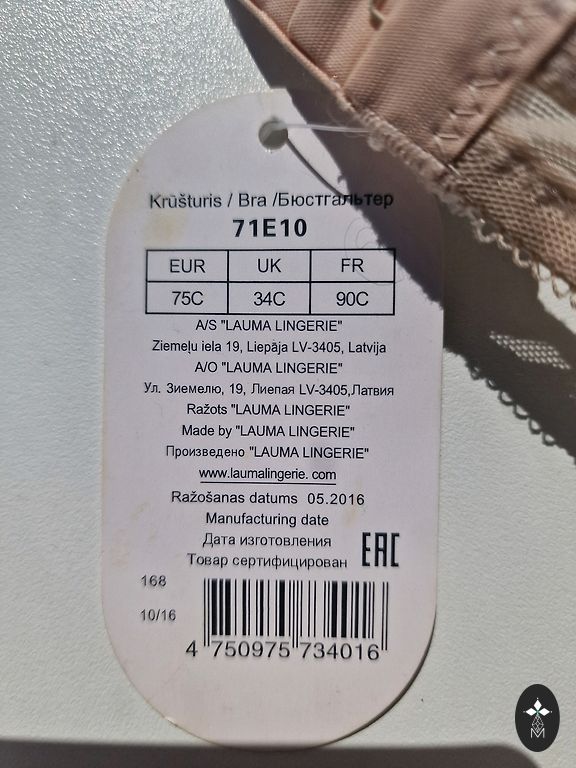 Krūšturis / Bra /Бюстгальтер
71E10
EUR UK FR
75C 34C 90C
A/S "LAUMA LINGERIE"
Ziemeļu iela 19, Liepāja LV-3405, Latvija
A/O "LAUMA LINGERIE"
Ул. Зиемелю, 19, Лиепая LV-3405,Латвия
Ražots "LAUMA LINGERIE"
Made by "LAUMA LINGERIE"
Произведено "LAUMA LINGERIE"
www.laumalingerie. com
Ražošanas datums 05.2016
Manufacturing date
Дата изготовления
Товар сертифицирован EAC
168
10/16
4 750975 734016
M